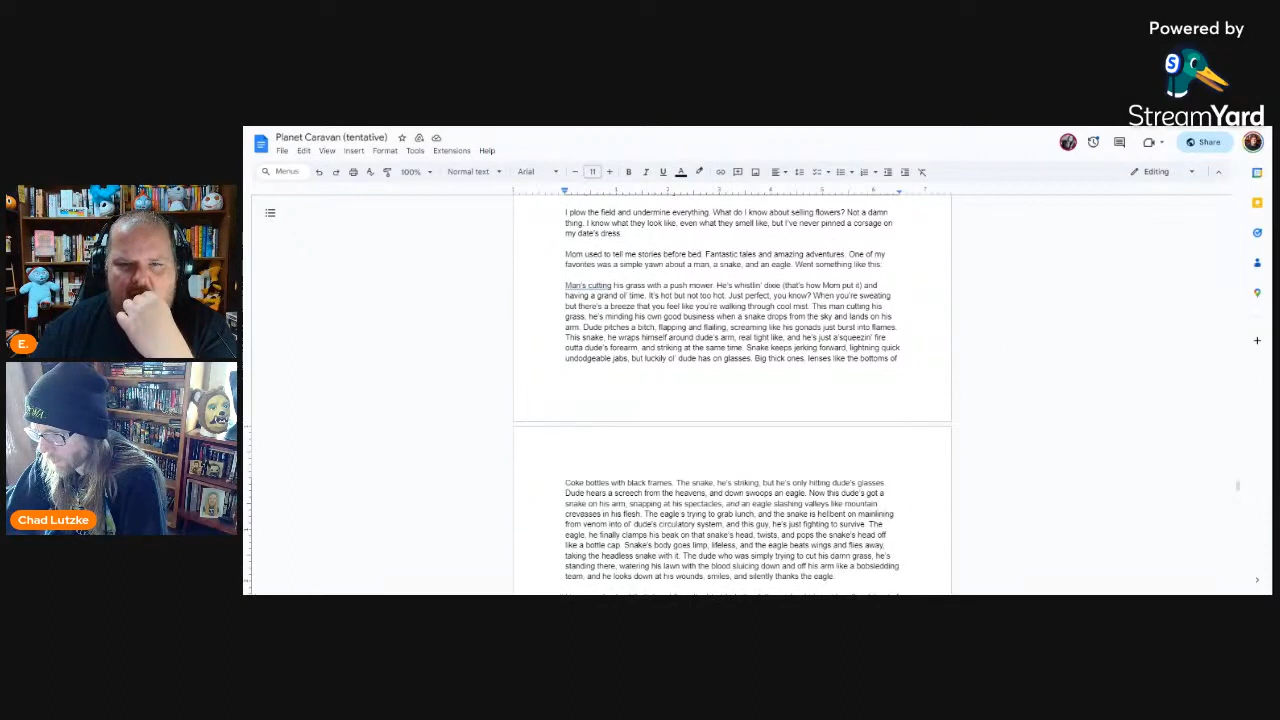 Powered by
StreamYard
Planet Caravan (tentative)
File Edit View Insert Format Tools Extensions Help
Share
Menus
100%
Normal text
Arial
11
Editing
1 1 2 3 4 5 6 7
I plow the field and undermine everything. What do I know about selling flowers? Not a damn
thing. I know what they look like, even what they smell like, but I've never pinned a corsage on
my date's dress.
Mom used to tell me stories before bed. Fantastic tales and amazing adventures. One of my
favorites was a simple yawn about a man, a snake, and an eagle. Went something like this:
Man's cutting his grass with a push mower. He's whistlin' dixie (that's how Mom put it) and
having a grand ol' time. It's hot but not too hot. Just perfect, you know? When you're sweating
but there's a breeze that you feel like you're walking through cool mist. This man cutting his
grass, he's minding his own good business when a snake drops from the sky and lands on his
arm. Dude pitches a bitch, flapping and flailing, screaming like his gonads just burst into flames.
This snake, he wraps himself around dude's arm, real tight like, and he's just a'squeezin' fire
outta dude's forearm, and striking at the same time. Snake keeps jerking forward, lightning quick
undodgeable jabs, but luckily ol' dude has on glasses. Big thick ones, lenses like the bottoms of
Coke bottles with black frames. The snake, he's striking, but he's only hitting dude's glasses
Dude hears a screech from the heavens, and down swoops an eagle. Now this dude's got a
snake on his arm, snapping at his spectacles, and an eagle slashing valleys like mountain
crevasses in his flesh. The eagle's trying to grab lunch, and the snake is hellbent on mainlining
from venom into ol' dude's circulatory system, and this guy, he's just fighting to survive. The
eagle, he finally clamps his beak on that snake's head, twists, and pops the snake's head off
like a bottle cap. Snake's body goes limp, lifeless, and the eagle beats wings and flies away,
taking the headless snake with it. The dude who was simply trying to cut his damn grass, he's
standing there, watering his lawn with the blood sluicing down and off his arm like a bobsledding
team, and he looks down at his wounds, smiles, and silently thanks the eagle.
E.
Chad Lutzke